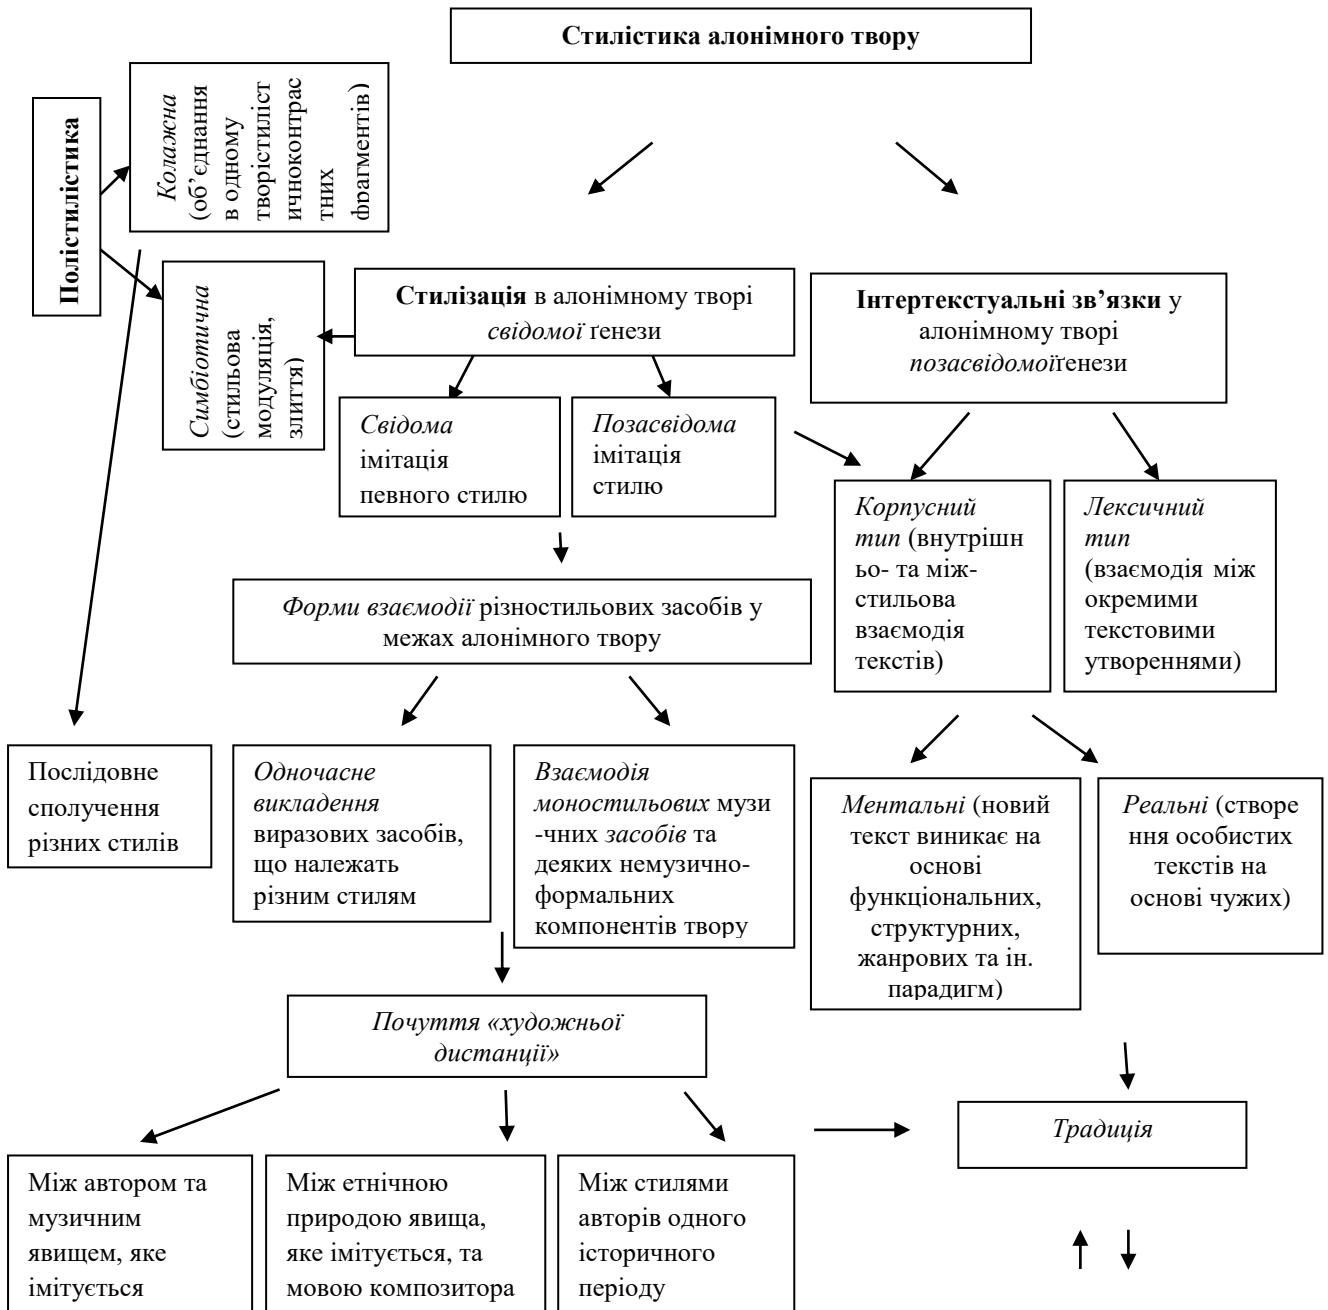 Стилістика алонімного твору
Полістилістика
Колажна
(об’єднання
в одному
творістиліст
ичноконтрас
тних
фрагментів)
Симбіотична
(стильова
модуляція,
злиття)
Стилізація в алонімному творі
свідомої ґенези
Інтертекстуальні зв’язки у
алонімному творі
позасвідомоїґенези
Свідома
імітація
певного стилю
Позасвідома
імітація
стилю
Корпусний
тип (внутрішн
ьо- та між-
стильова
взаємодія
текстів)
Лексичний
тип
(взаємодія між
окремими
текстовими
утвореннями)
Форми взаємодії різностильових засобів у
межах алонімного твору
Послідовне
сполучення
різних стилів
Одночасне
викладення
виразових засобів,
що належать
різним стилям
Взаємодія
моностильових музи
-чних засобів та
деяких немузично-
формальних
компонентів твору
Ментальні (новий
текст виникає на
основі
функціональних,
структурних,
жанрових та ін.
парадигм)
Реальні (створе
ння особистих
текстів на
основі чужих)
Почуття «художньої
дистанції»
Традиція
Між автором та
музичним
явищем, яке
імітується
Між етнічною
природою явища,
яке імітується, та
мовою композитора
Між стилями
авторів одного
історичного
періоду